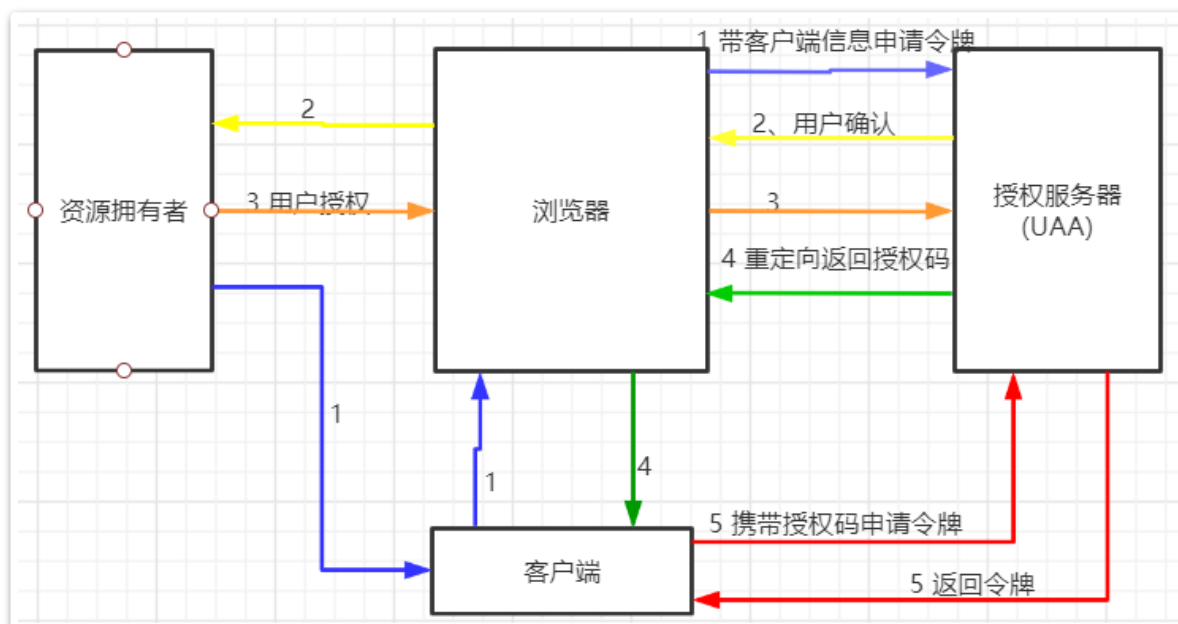 1 带客户端信息申请令牌
2
2、用户确认
资源拥有者
3 用户授权
浏览器
3
授权服务器
(UAA)
4 重定向返回授权码
1
1
4
5 携带授权码申请令牌
客户端
5 返回令牌